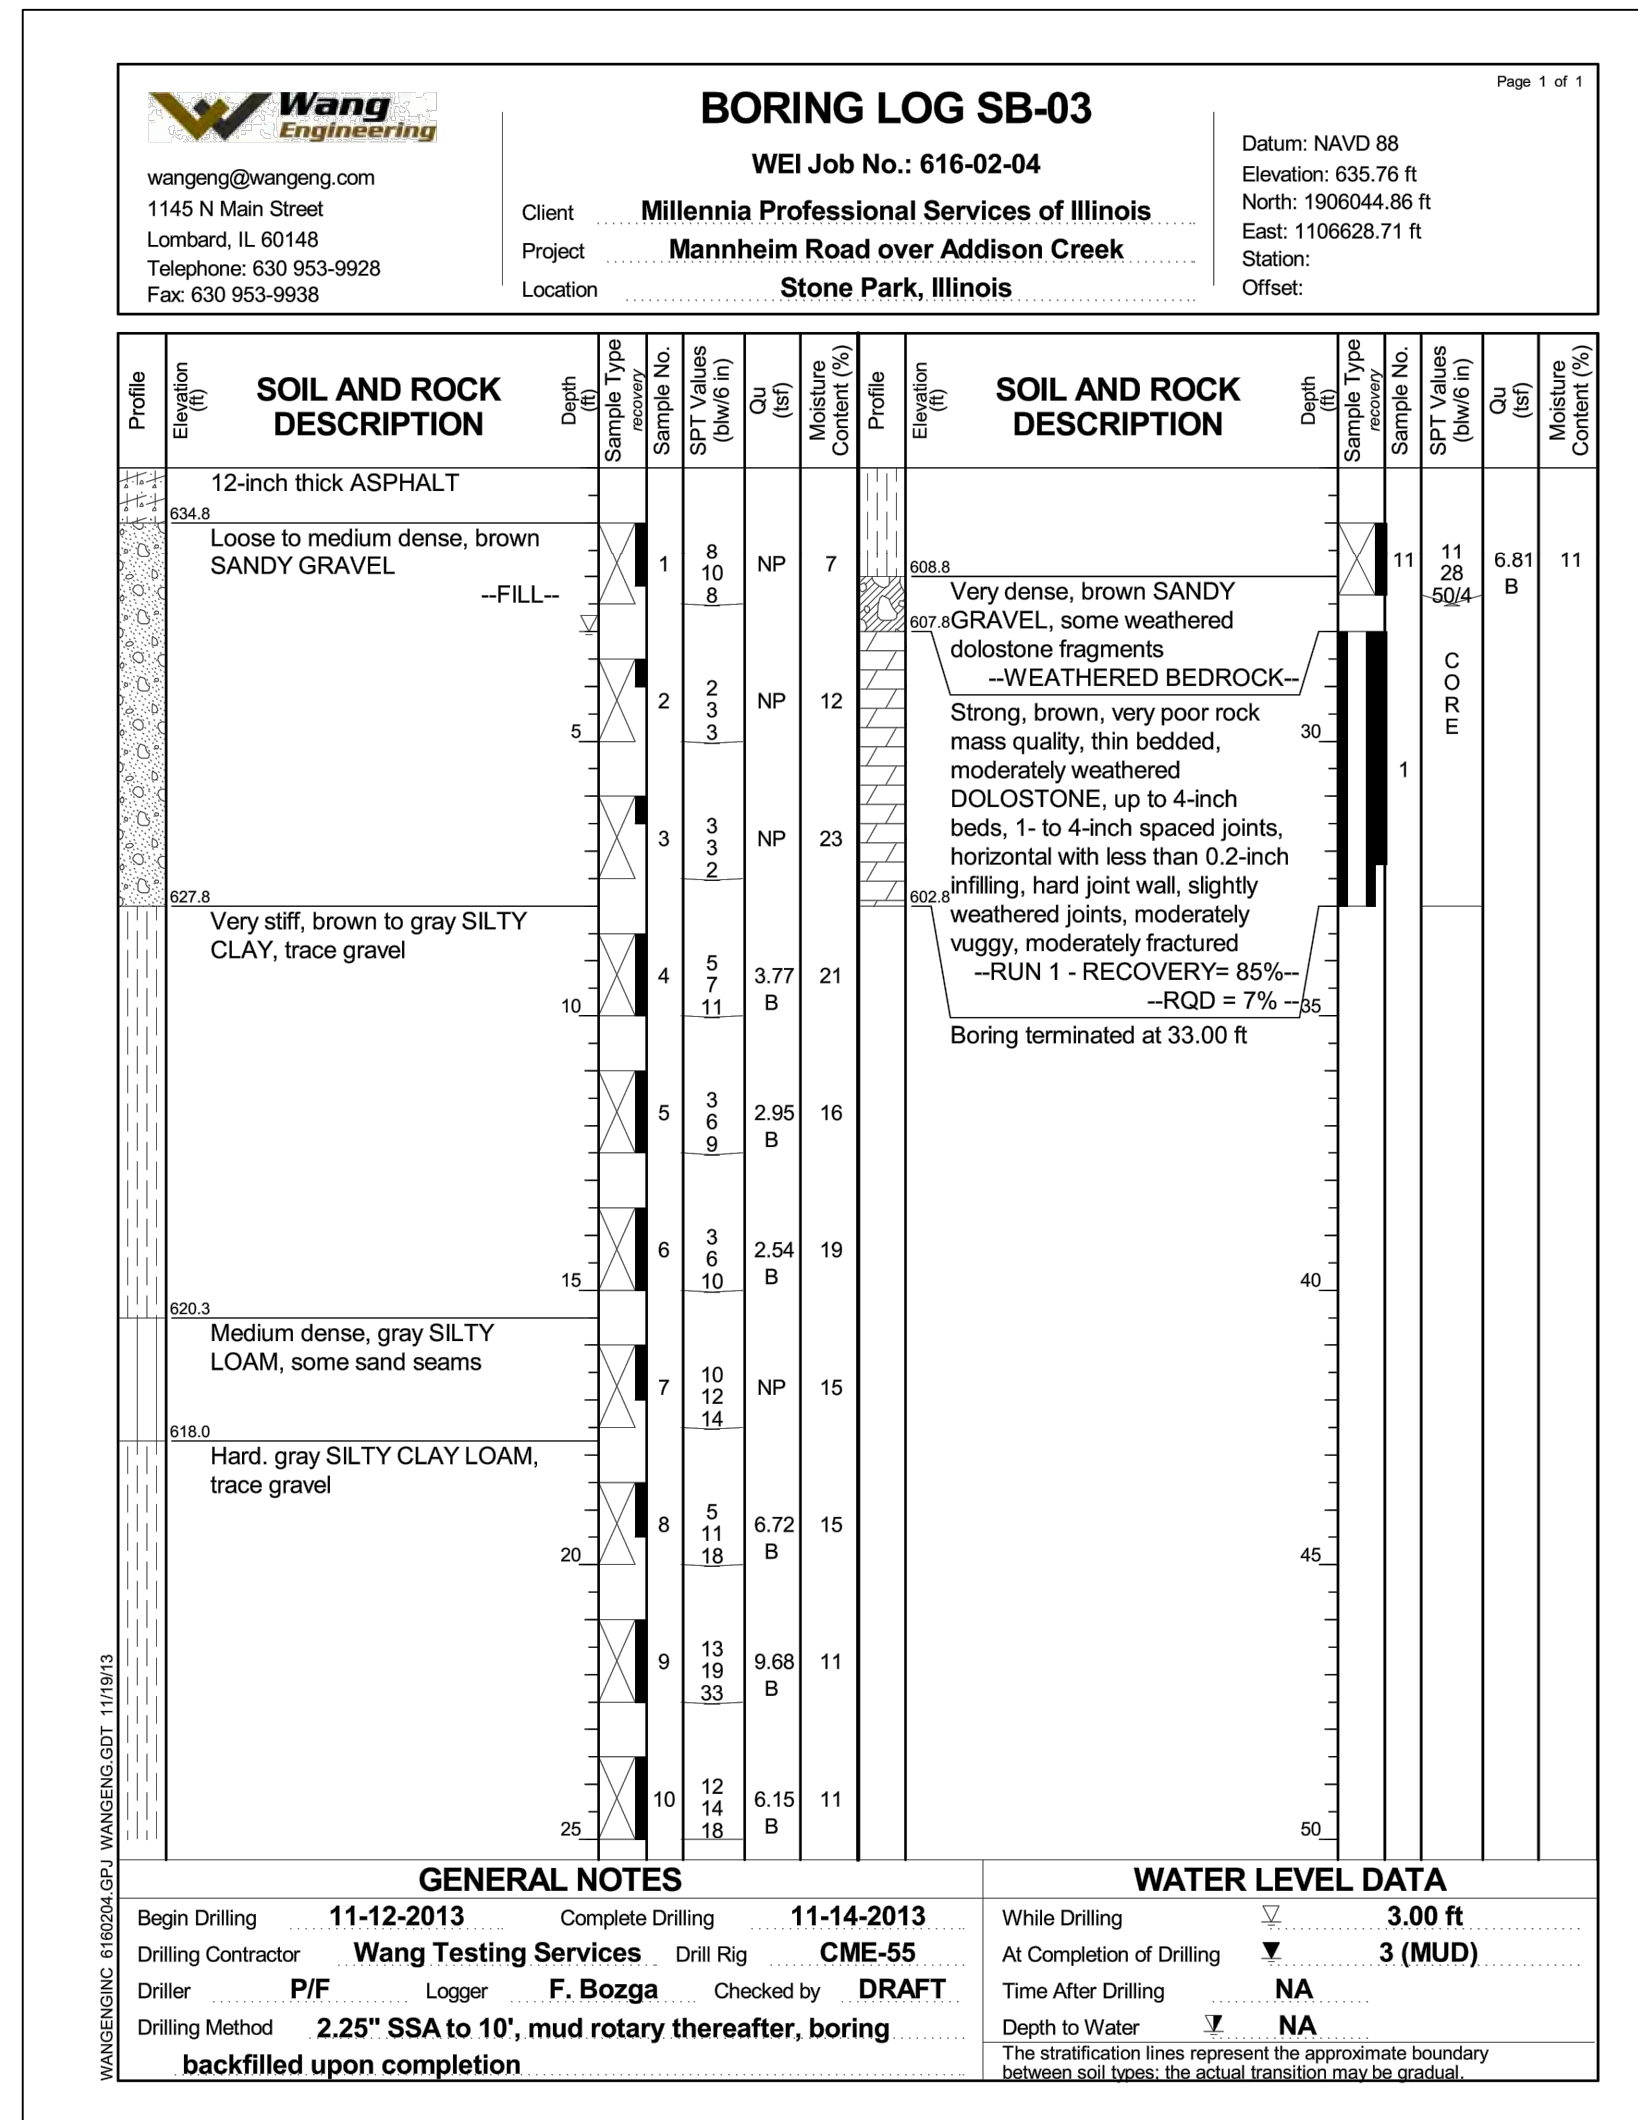 Page 1 of 1
Wang
Engineering
wangeng@wangeng.com
1145 N Main Street
Lombard, IL 60148
Telephone: 630 953-9928
Fax: 630 953-9938
BORING LOG SB-03
WEI Job No.: 616-02-04
Client Millennia Professional Services of Illinois
Project Mannheim Road over Addison Creek
Location Stone Park, Illinois
Datum: NAVD 88
Elevation: 635.76 ft
North: 1906044.86 ft
East: 1106628.71 ft
Station:
Offset:
Profile
Elevation
(ft)
SOIL AND ROCK
DESCRIPTION
Depth
(ft)
Sample Type
recovery
Sample No.
SPT Values
(blw/6 in)
Qu
(tsf)
Moisture
Content (%)
12-inch thick ASPHALT
634.8
Loose to medium dense, brown
SANDY GRAVEL
--FILL--
1
8
10
8
NP
7
2
2
3
3
NP
12
5
3
3
3
2
NP
23
627.8
Very stiff, brown to gray SILTY
CLAY, trace gravel
4
5
7
11
3.77
B
21
10
5
3
6
9
2.95
B
16
6
3
6
10
2.54
B
19
15
620.3
Medium dense, gray SILTY
LOAM, some sand seams
7
10
12
14
NP
15
618.0
Hard. gray SILTY CLAY LOAM,
trace gravel
8
5
11
18
6.72
B
15
20
9
13
19
33
9.68
B
11
10
12
14
18
6.15
B
11
25
Profile
Elevation
(ft)
SOIL AND ROCK
DESCRIPTION
Depth
(ft)
Sample Type
recovery
Sample No.
SPT Values
(blw/6 in)
Qu
(tsf)
Moisture
Content (%)
11
11
28
50/4
6.81
B
11
608.8
Very dense, brown SANDY
607.8 GRAVEL, some weathered
dolostone fragments
--WEATHERED BEDROCK--
C
O
R
E
Strong, brown, very poor rock
mass quality, thin bedded,
30
moderately weathered
1
DOLOSTONE, up to 4-inch
beds, 1- to 4-inch spaced joints,
horizontal with less than 0.2-inch
infilling, hard joint wall, slightly
602.8 weathered joints, moderately
vuggy, moderately fractured
--RUN 1 - RECOVERY= 85%--
--RQD = 7% --
35
Boring terminated at 33.00 ft
40
45
50
WANGENGINC 6160204.GPJ WANGENG.GDT 11/19/13
GENERAL NOTES
Begin Drilling 11-12-2013 Complete Drilling 11-14-2013
Drilling Contractor Wang Testing Services Drill Rig CME-55
Driller P/F Logger F. Bozga Checked by DRAFT
Drilling Method 2.25" SSA to 10', mud rotary thereafter, boring
backfilled upon completion
WATER LEVEL DATA
While Drilling 3.00 ft
At Completion of Drilling 3 (MUD)
Time After Drilling NA
Depth to Water NA
The stratification lines represent the approximate boundary
between soil types; the actual transition may be gradual.